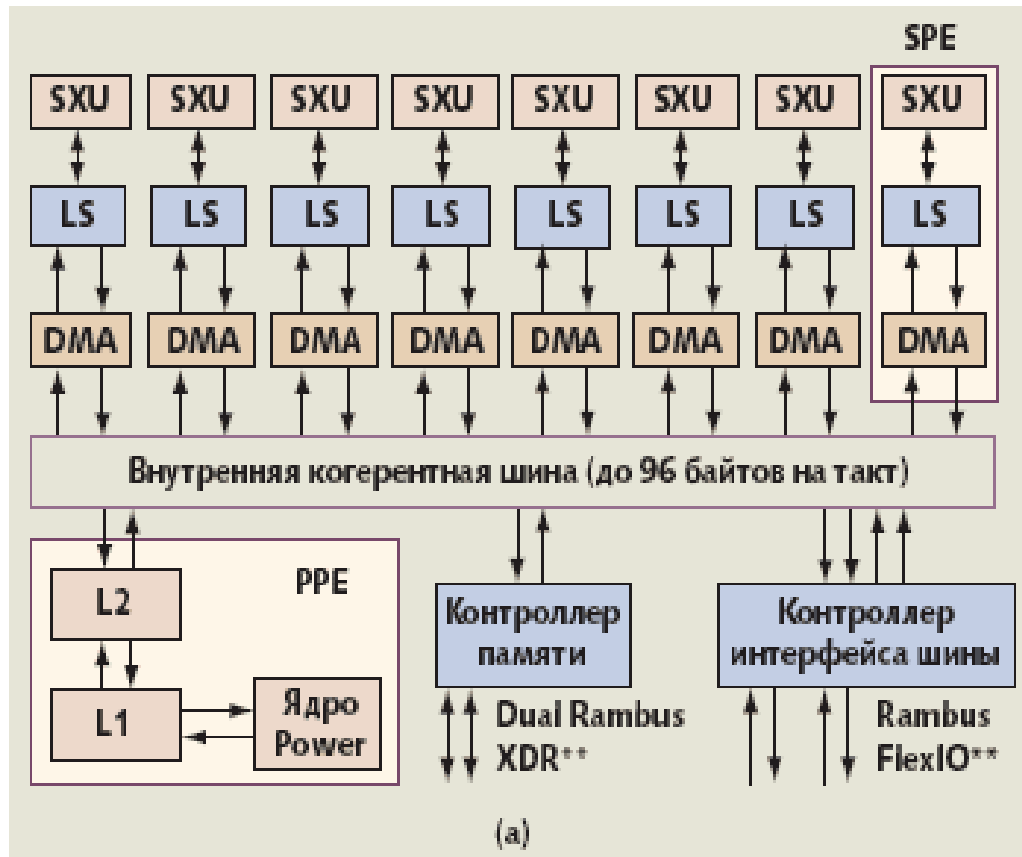 SPE
SXU SXU SXU SXU SXU SXU SXU SXU
LS LS LS LS LS LS LS LS
DMA DMA DMA DMA DMA DMA DMA DMA
Внутренняя когерентная шина (до 96 байтов на такт)
PPE
L2
L1
Ядро
Power
Контроллер
памяти
Dual Rambus
XDR**
Контроллер
интерфейса шины
Rambus
FlexIO**
(a)